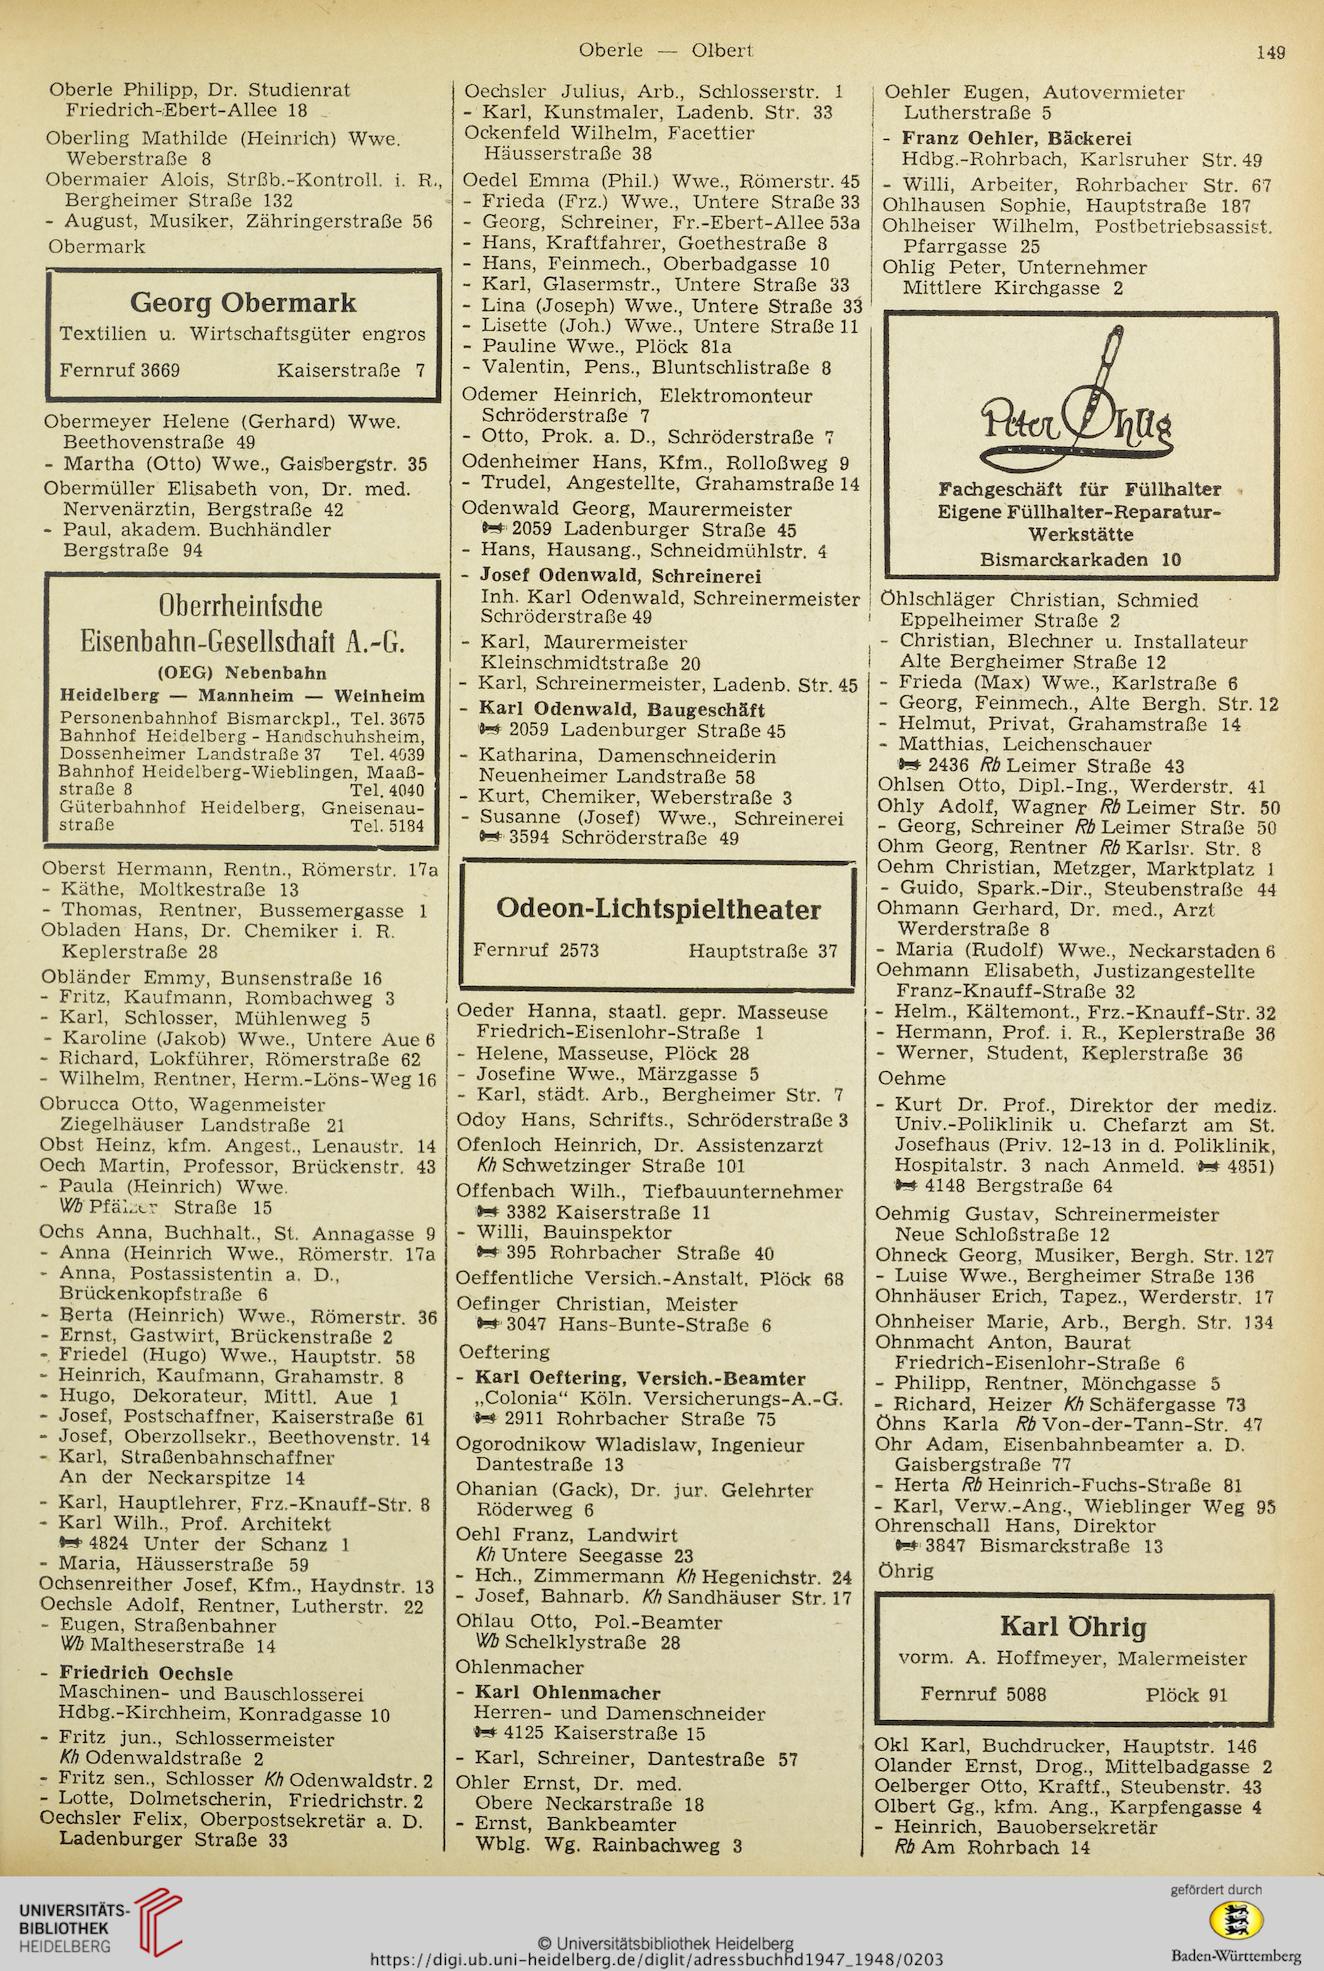 Oberle — Olbert
149
Oberle Philipp, Dr. Studienrat
Friedrich-Ebert-Allee 18
Oberling Mathilde (Heinrich) Wwe.
Weberstraße 8
Obermaier Alois, Strßb.-Kontroll. i. R.,
Bergheimer Straße 132
- August, Musiker, Zähringerstraße 56
Obermark
Georg Obermark
Textilien u. Wirtschaftsgüter engros
Fernruf 3669 Kaiserstraße 7
Obermeyer Helene (Gerhard) Wwe.
Beethovenstraße 49
- Martha (Otto) Wwe., Gaisbergstr. 35
Obermüller Elisabeth von, Dr. med.
Nervenärztin, Bergstraße 42
- Paul, akadem. Buchhändler
Bergstraße 94
Oberrheinische
Eisenbahn-Gesellschaft A.-G.
(OEG) Nebenbahn
Heidelberg — Mannheim — Weinheim
Personenbahnhof Bismarckpl., Tel. 3675
Bahnhof Heidelberg - Handschuhsheim,
Dossenheimer Landstraße 37 Tel. 4039
Bahnhof Heidelberg-Wieblingen, Maaß-
straße 8 Tel. 4040
Güterbahnhof Heidelberg, Gneisenau-
straße Tel. 5184
Oberst Hermann, Rentn., Römerstr. 17a
- Käthe, Moltkestraße 13
- Thomas, Rentner, Bussemergasse 1
Obladen Hans, Dr. Chemiker i. R.
Keplerstraße 28
Obländer Emmy, Bunsenstraße 16
- Fritz, Kaufmann, Rombachweg 3
- Karl, Schlosser, Mühlenweg 5
- Karoline (Jakob) Wwe., Untere Aue 6
- Richard, Lokführer, Römerstraße 62
- Wilhelm, Rentner, Herm.-Löns-Weg 16
Obrucca Otto, Wagenmeister
Ziegelhäuser Landstraße 21
Obst Heinz, kfm. Angest., Lenaustr. 14
Oech Martin, Professor, Brückenstr. 43
- Paula (Heinrich) Wwe.
Wb Pfälzer Straße 15
Ochs Anna, Buchhalt., St. Annagasse 9
- Anna (Heinrich Wwe., Römerstr. 17a
- Anna, Postassistentin a. D.,
Brückenkopfstraße 6
- Berta (Heinrich) Wwe., Römerstr. 36
- Ernst, Gastwirt, Brückenstraße 2
- Friedel (Hugo) Wwe., Hauptstr. 58
- Heinrich, Kaufmann, Grahamstr. 8
- Hugo, Dekorateur, Mittl. Aue 1
- Josef, Postschaffner, Kaiserstraße 61
- Josef, Oberzollsekr., Beethovenstr. 14
- Karl, Straßenbahnschaffner
An der Neckarspitze 14
- Karl, Hauptlehrer, Frz.-Knauff-Str. 8
- Karl Wilh., Prof. Architekt
4824 Unter der Schanz 1
- Maria, Häusserstraße 59
Ochsenreither Josef, Kfm., Haydnstr. 13
Oechsle Adolf, Rentner, Lutherstr. 22
- Eugen, Straßenbahner
Wb Maltheserstraße 14
- Friedrich Oechsle
Maschinen- und Bauschlosserei
Hdbg.-Kirchheim, Konradgasse 10
- Fritz jun., Schlossermeister
Kh Odenwaldstraße 2
- Fritz sen., Schlosser Kh Odenwaldstr. 2
- Lotte, Dolmetscherin, Friedrichstr. 2
Oechsler Felix, Oberpostsekretär a. D.
Ladenburger Straße 33
Oechsler Julius, Arb., Schlosserstr. 1
- Karl, Kunstmaler, Ladenb. Str. 33
Ockenfeld Wilhelm, Facettier
Häusserstraße 38
Oedel Emma (Phil.) Wwe., Römerstr. 45
- Frieda (Frz.) Wwe., Untere Straße 33
- Georg, Schreiner, Fr.-Ebert-Allee 53a
- Hans, Kraftfahrer, Goethestraße 8
- Hans, Feinmech., Oberbadgasse 10
- Karl, Glasermstr., Untere Straße 33
- Lina (Joseph) Wwe., Untere Straße 33
- Lisette (Joh.) Wwe., Untere Straße 11
- Pauline Wwe., Plöck 81a
- Valentin, Pens., Bluntschlistraße 8
Odemer Heinrich, Elektromonteur
Schröderstraße 7
- Otto, Prok. a. D., Schröderstraße 7
Odenheimer Hans, Kfm., Rolloßweg 9
- Trudel, Angestellte, Grahamstraße 14
Odenwald Georg, Maurermeister
2059 Ladenburger Straße 45
- Hans, Hausang., Schneidmühlstr. 4
- Josef Odenwald, Schreinerei
Inh. Karl Odenwald, Schreinermeister
Schröderstraße 49
- Karl, Maurermeister
Kleinschmidtstraße 20
- Karl, Schreinermeister, Ladenb. Str. 45
- Karl Odenwald, Baugeschäft
2059 Ladenburger Straße 45
- Katharina, Damenschneiderin
Neuenheimer Landstraße 58
- Kurt, Chemiker, Weberstraße 3
- Susanne (Josef) Wwe., Schreinerei
3594 Schröderstraße 49
Odeon-Lichtspieltheater
Fernruf 2573 Hauptstraße 37
Oeder Hanna, staatl. gepr. Masseuse
Friedrich-Eisenlohr-Straße 1
- Helene, Masseuse, Plöck 28
- Josefine Wwe., Märzgasse 5
- Karl, städt. Arb., Bergheimer Str. 7
Odoy Hans, Schrifts., Schröderstraße 3
Ofenloch Heinrich, Dr. Assistenzarzt
Kh Schwetzinger Straße 101
Offenbach Wilh., Tiefbauunternehmer
3382 Kaiserstraße 11
- Willi, Bauinspektor
395 Rohrbacher Straße 40
Oeffentliche Versich.-Anstalt, Plöck 68
Oefinger Christian, Meister
3047 Hans-Bunte-Straße 6
Oeftering
- Karl Oeftering, Versich.-Beamter
„Colonia“ Köln. Versicherungs-A.-G.
2911 Rohrbacher Straße 75
Ogorodnikow Wladislaw, Ingenieur
Dantestraße 13
Ohanian (Gack), Dr. jur. Gelehrter
Röderweg 6
Oehl Franz, Landwirt
Kh Untere Seegasse 23
- Hch., Zimmermann Kh Hegenichstr. 24
- Josef, Bahnarb. Kh Sandhäuser Str. 17
Ohlau Otto, Pol.-Beamter
Wb Schelklystraße 28
Ohlenmacher
- Karl Ohlenmacher
Herren- und Damenschneider
4125 Kaiserstraße 15
- Karl, Schreiner, Dantestraße 57
Ohler Ernst, Dr. med.
Obere Neckarstraße 18
- Ernst, Bankbeamter
Wblg. Wg. Rainbachweg 3
Oehler Eugen, Autovermieter
Lutherstraße 5
- Franz Oehler, Bäckerei
Hdbg.-Rohrbach, Karlsruher Str. 49
- Willi, Arbeiter, Rohrbacher Str. 67
Ohlhausen Sophie, Hauptstraße 187
Ohlheiser Wilhelm, Postbetriebsassist.
Pfarrgasse 25
Ohlig Peter, Unternehmer
Mittlere Kirchgasse 2
Peter Ohlig
Fachgeschäft für Füllhalter
Eigene Füllhalter-Reparatur-
Werkstätte
Bismarckarkaden 10
Öhlschläger Christian, Schmied
Eppelheimer Straße 2
- Christian, Blechner u. Installateur
Alte Bergheimer Straße 12
- Frieda (Max) Wwe., Karlstraße 6
- Georg, Feinmech., Alte Bergh. Str. 12
- Helmut, Privat, Grahamstraße 14
- Matthias, Leichenschauer
2436 Rb Leimer Straße 43
Ohlsen Otto, Dipl.-Ing., Werderstr. 41
Ohly Adolf, Wagner Rb Leimer Str. 50
- Georg, Schreiner Rb Leimer Straße 50
Ohm Georg, Rentner Rb Karlsr. Str. 8
Oehm Christian, Metzger, Marktplatz 1
- Guido, Spark.-Dir., Steubenstraße 44
Ohmann Gerhard, Dr. med., Arzt
Werderstraße 8
- Maria (Rudolf) Wwe., Neckarstaden 6
Oehmann Elisabeth, Justizangestellte
Franz-Knauff-Straße 32
- Helm., Kältemont., Frz.-Knauff-Str. 32
- Hermann, Prof. i. R., Keplerstraße 36
- Werner, Student, Keplerstraße 36
Oehme
- Kurt Dr. Prof., Direktor der mediz.
Univ.-Poliklinik u. Chefarzt am St.
Josefhaus (Priv. 12-13 in d. Poliklinik,
Hospitalstr. 3 nach Anmeld. 4851)
4148 Bergstraße 64
Oehmig Gustav, Schreinermeister
Neue Schloßstraße 12
Ohneck Georg, Musiker, Bergh. Str. 127
- Luise Wwe., Bergheimer Straße 136
Ohnhäuser Erich, Tapez., Werderstr. 17
Ohnheiser Marie, Arb., Bergh. Str. 134
Ohnmacht Anton, Baurat
Friedrich-Eisenlohr-Straße 6
- Philipp, Rentner, Mönchgasse 5
- Richard, Heizer Kh Schäfergasse 73
Öhns Karla Rb Von-der-Tann-Str. 47
Ohr Adam, Eisenbahnbeamter a. D.
Gaisbergstraße 77
- Herta Rb Heinrich-Fuchs-Straße 81
- Karl, Verw.-Ang., Wieblinger Weg 95
Ohrenschall Hans, Direktor
3847 Bismarckstraße 13
Öhrig
Karl Öhrig
vorm. A. Hoffmeyer, Malermeister
Fernruf 5088 Plöck 91
Okl Karl, Buchdrucker, Hauptstr. 146
Olander Ernst, Drog., Mittelbadgasse 2
Oelberger Otto, Kraftf., Steubenstr. 43
Olbert Gg., kfm. Ang., Karpfengasse 4
- Heinrich, Bauobersekretär
Rb Am Rohrbach 14
UNIVERSITÄTS-
BIBLIOTHEK
HEIDELBERG
© Universitätsbibliothek Heidelberg
https://digi.ub.uni-heidelberg.de/diglit/adressbuchhd1947_1948/0203
gefördert durch
Baden-Württemberg